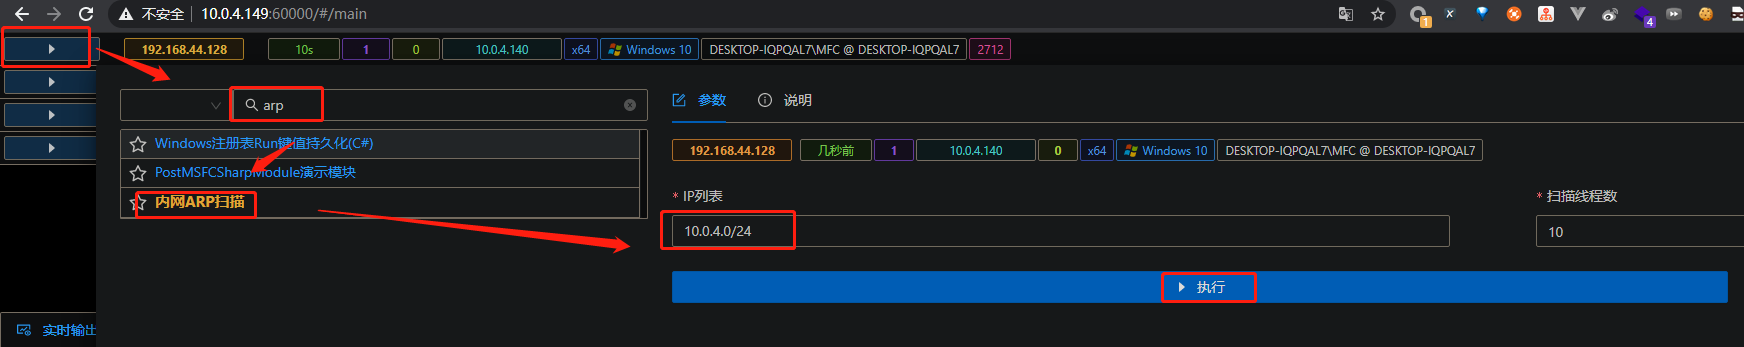 不安全 10.0.4.149:60000/#/main
1
4
192.168.44.128 10s 1 0 10.0.4.140 x64 Windows 10 DESKTOP-IQPQAL7\MFC @ DESKTOP-IQPQAL7 2712
arp
参数 说明
Windows注册表Run键值持久化(C#)
192.168.44.128 几秒前 1 10.0.4.140 0 x64 Windows 10 DESKTOP-IQPQAL7\MFC @ DESKTOP-IQPQAL7
PostMSFCSharpModule演示模块
内网ARP扫描
* IP列表 * 扫描线程数
10.0.4.0/24 10
执行
实时输出